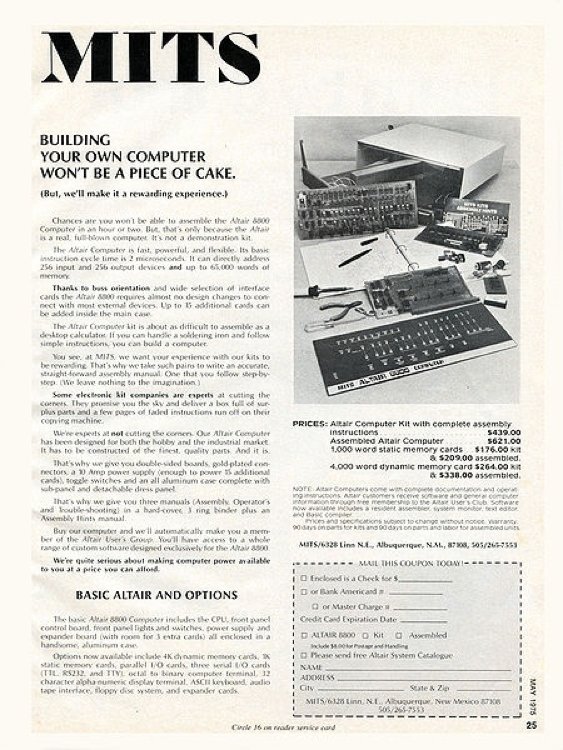 MITS
BUILDING
YOUR OWN COMPUTER
WON'T BE A PIECE OF CAKE.
(But, we'll make it a rewarding experience.)
Chances are you won't be able to assemble the Altair 8800
Computer in an hour or two. But, that's only because the Altair
is a real, full-blown computer. It's not a demonstration kit.
The Altair Computer is fast, powerful, and flexible. Its basic
instruction cycle time is 2 microseconds. It can directly address
256 input and 256 output devices and up to 65,000 words of
memory.
Thanks to buss orientation and wide selection of interface
cards the Altair 8800 requires almost no design changes to con-
nect with most external devices. Up to 15 additional cards can
be added inside the main case.
The Altair Computer kit is about as difficult to assemble as a
desktop calculator. If you can handle a soldering iron and follow
simple instructions, you can build a computer.
You see, at MITS, we want your experience with our kits to
be rewarding. That's why we take such pains to write an accurate,
straight-forward assembly manual. One that you follow step-by-
step. (We leave nothing to the imagination.)
Some electronic kit companies are experts at cutting the
corners. They promise you the sky and deliver a box full of sur-
plus parts and a few pages of faded instructions run off on their
copying machine.
We're experts at not cutting the corners. Our Altair Computer
has been designed for both the hobby and the industrial market.
It has to be constructed of the finest, quality parts. And it is.
That's why we give you double-sided boards, gold-plated con-
nectors, a 10 Amp power supply (enough to power 15 additional
cards), toggle switches and an all aluminum case complete with
sub-panel and detachable dress panel.
That's why we give you three manuals (Assembly, Operator's
and Trouble-shooting) in a hard-cover, 3 ring binder plus an
Assembly Hints manual.
Buy our computer and we'll automatically make you a mem-
ber of the Altair User's Group. You'll have access to a whole
range of custom software designed exclusively for the Altair 8800.
We're quite serious about making computer power available
to you at a price you can afford.
BASIC ALTAIR AND OPTIONS
The basic Altair 8800 Computer includes the CPU, front panel
control board, front panel lights and switches, power supply and
expander board (with room for 3 extra cards) all enclosed in a
handsome, aluminum case.
Options now available include 4K dynamic memory cards, 1K
static memory cards, parallel I/O cards, three serial I/O cards
(TTL, RS232, and TTY), octal to binary computer terminal, 32
character alpha-numeric display terminal, ASCII keyboard, audio
tape interface, floppy disc system, and expander cards.
MITS KITS
ASSEMBLY HINTS
MITS ALTAIR 8800 COMPUTER
PRICES: Altair Computer Kit with complete assembly
instructions $439.00
Assembled Altair Computer $621.00
1,000 word static memory cards $176.00 kit
& $209.00 assembled.
4,000 word dynamic memory card $264.00 kit
& $338.00 assembled.
NOTE: Altair Computers come with complete documentation and operat-
ing instructions. Altair customers receive software and general computer
information through free membership to the Altair User's Club. Software
now available includes a resident assembler, system monitor, text editor
and Basic compiler.
Prices and specifications subject to change without notice. Warranty:
90 days on parts for kits and 90 days on parts and labor for assembled units.
MITS/6328 Linn N.E., Albuquerque, N.M., 87108, 505/265-7553
MAIL THIS COUPON TODAY!
Enclosed is a Check for $
or Bank Americard #
or Master Charge #
Credit Card Expiration Date
ALTAIR 8800 Kit Assembled
Include $8.00 for Postage and Handling
Please send free Altair System Catalogue
NAME
ADDRESS
City State & Zip
MITS/6328 Linn, N.E., Albuquerque, New Mexico 87108
505/265-7553
MAY 1975
25
Circle 36 on reader service card